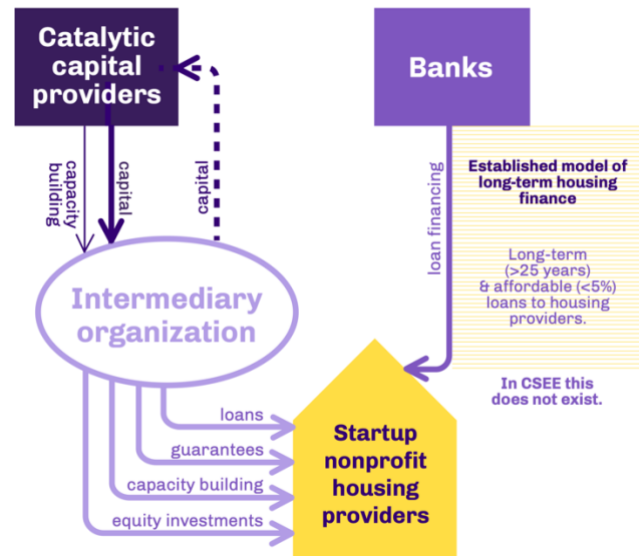 Catalytic
capital
providers
Banks
capacity
building
capital
capital
loan financing
Established model of
long-term housing
finance
Long-term
(>25 years)
& affordable (<5%)
loans to housing
providers.
In CSEE this
does not exist.
Intermediary
organization
loans
guarantees
capacity building
equity investments
Startup
nonprofit
housing
providers